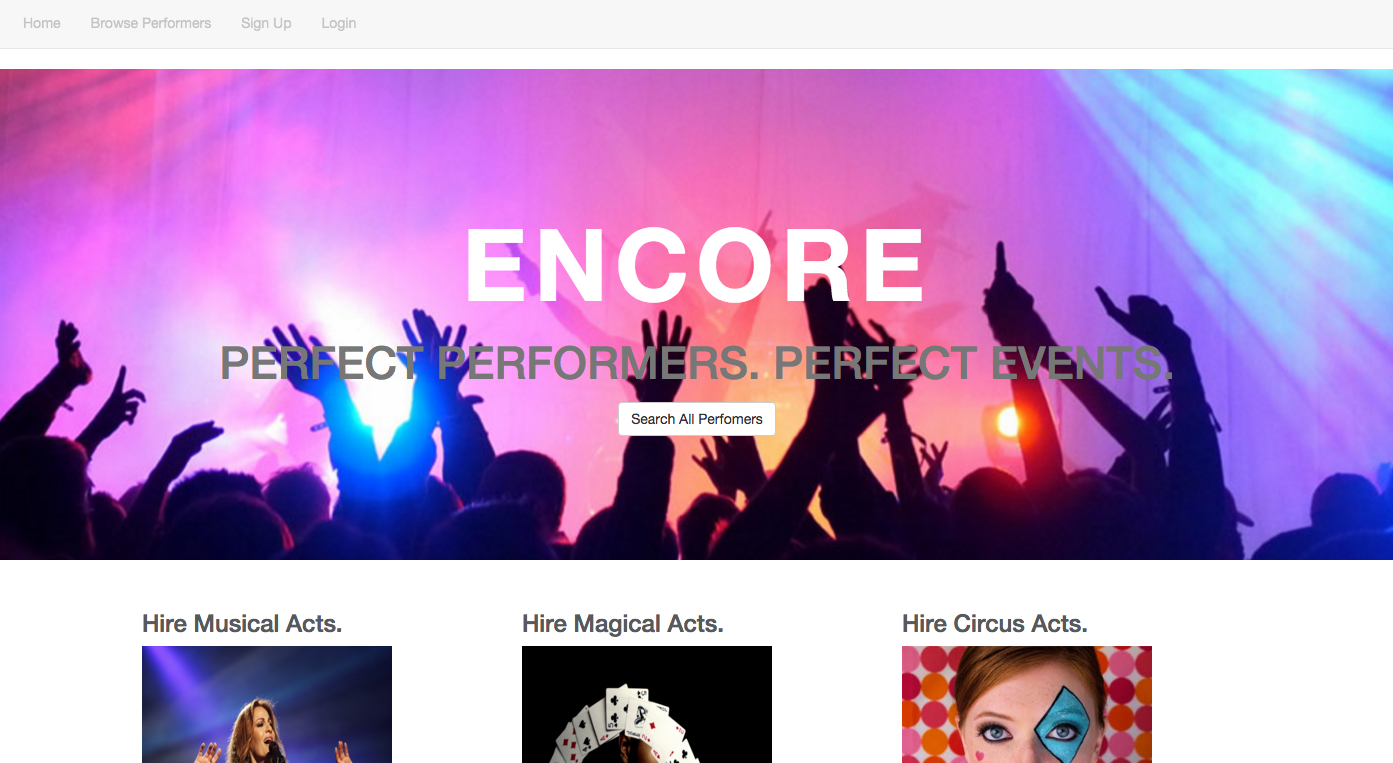 Home Browse Performers Sign Up Login
ENCORE
PERFECT PERFORMERS. PERFECT EVENTS.
Search All Perfomers
Hire Musical Acts. Hire Magical Acts. Hire Circus Acts.